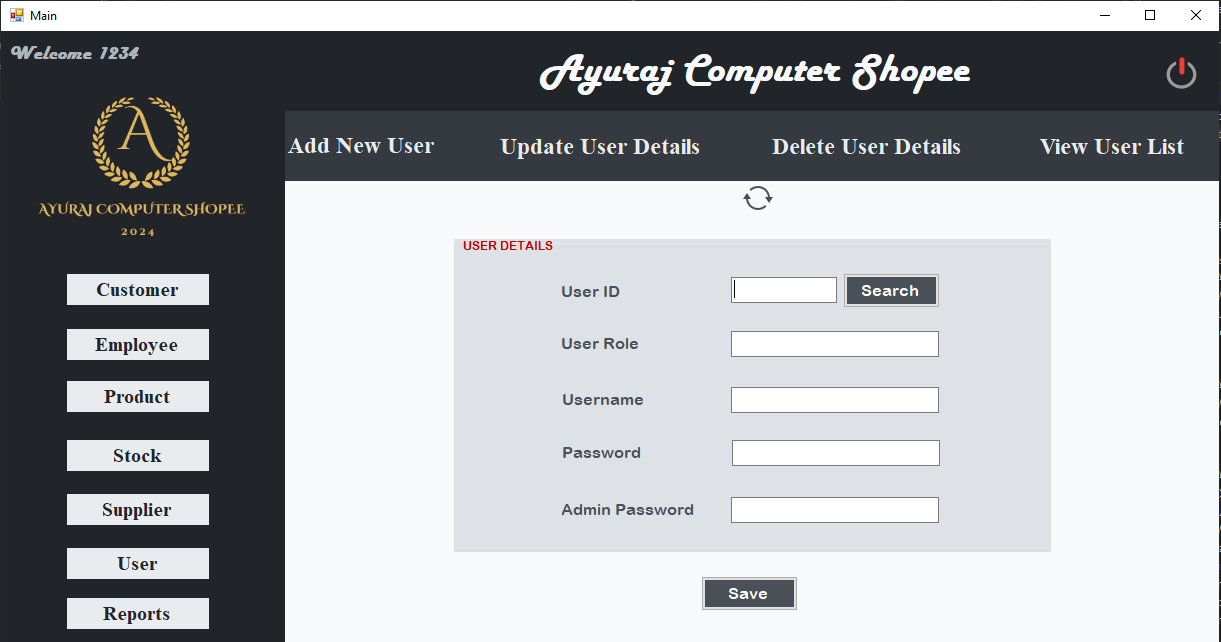 Main
Welcome 1234
Ayuraj Computer Shopee
A
AYURAJ COMPUTER SHOPEE
2024
Add New User
Update User Details
Delete User Details
View User List
Customer
Employee
Product
Stock
Supplier
User
Reports
USER DETAILS
User ID
Search
User Role
Username
Password
Admin Password
Save